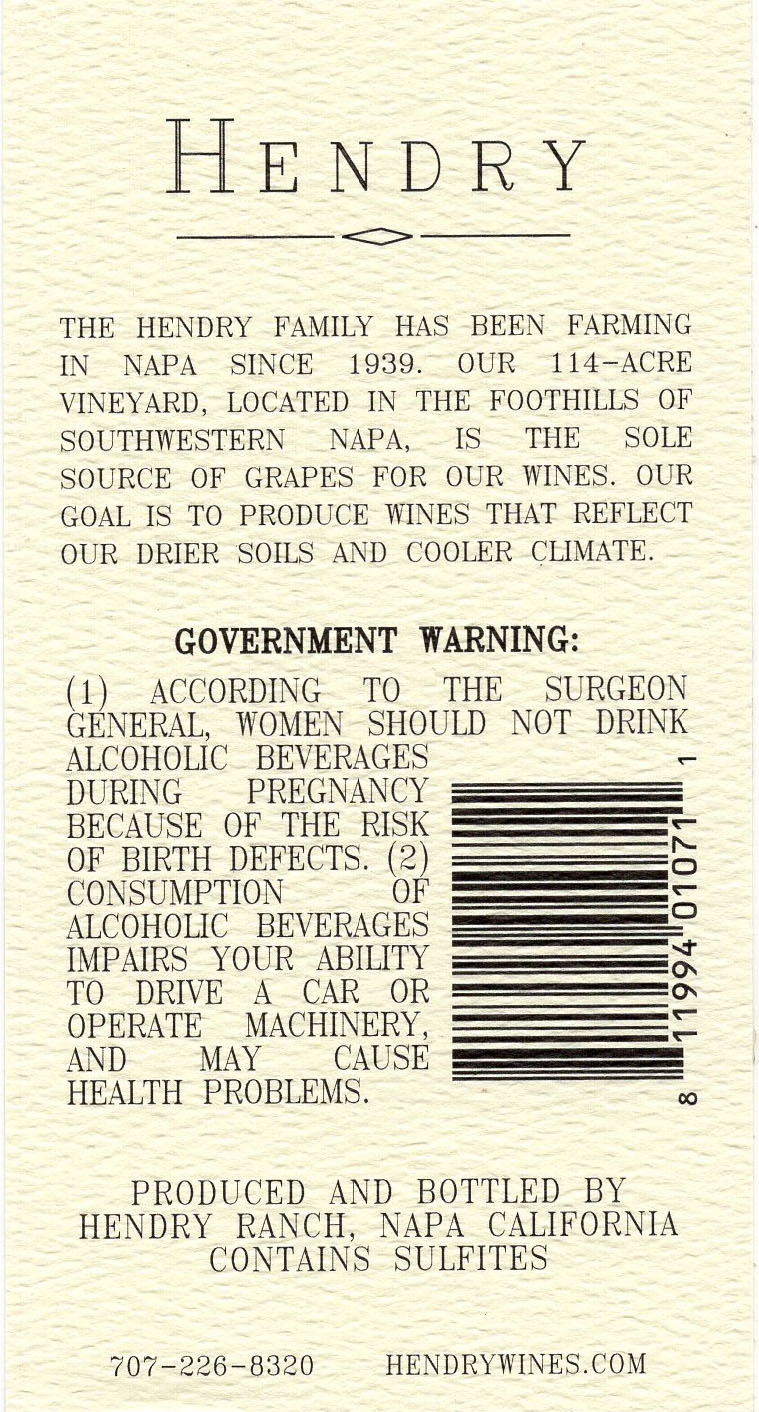 HENDRY
THE HENDRY FAMILY HAS BEEN FARMING
IN NAPA SINCE 1939. OUR 114-ACRE
VINEYARD, LOCATED IN THE FOOTHILLS OF
SOUTHWESTERN NAPA, IS THE SOLE
SOURCE OF GRAPES FOR OUR WINES. OUR
GOAL IS TO PRODUCE WINES THAT REFLECT
OUR DRIER SOILS AND COOLER CLIMATE.
GOVERNMENT WARNING:
(1) ACCORDING TO THE SURGEON
GENERAL, WOMEN SHOULD NOT DRINK
ALCOHOLIC BEVERAGES
DURING PREGNANCY
BECAUSE OF THE RISK
OF BIRTH DEFECTS. (2)
CONSUMPTION OF
ALCOHOLIC BEVERAGES
IMPAIRS YOUR ABILITY
TO DRIVE A CAR OR
OPERATE MACHINERY,
AND MAY CAUSE
HEALTH PROBLEMS.
8 11994 01071 1
PRODUCED AND BOTTLED BY
HENDRY RANCH, NAPA CALIFORNIA
CONTAINS SULFITES
707-226-8320 HENDRYWINES.COM